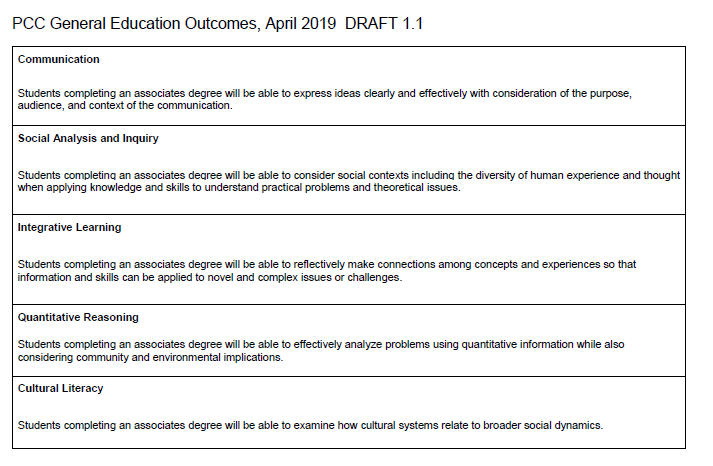 PCC General Education Outcomes, April 2019 DRAFT 1.1
Communication
Students completing an associates degree will be able to express ideas clearly and effectively with consideration of the purpose,
audience, and context of the communication.
Social Analysis and Inquiry
Students completing an associates degree will be able to consider social contexts including the diversity of human experience and thought
when applying knowledge and skills to understand practical problems and theoretical issues.
Integrative Learning
Students completing an associates degree will be able to reflectively make connections among concepts and experiences so that
information and skills can be applied to novel and complex issues or challenges.
Quantitative Reasoning
Students completing an associates degree will be able to effectively analyze problems using quantitative information while also
considering community and environmental implications.
Cultural Literacy
Students completing an associates degree will be able to examine how cultural systems relate to broader social dynamics.